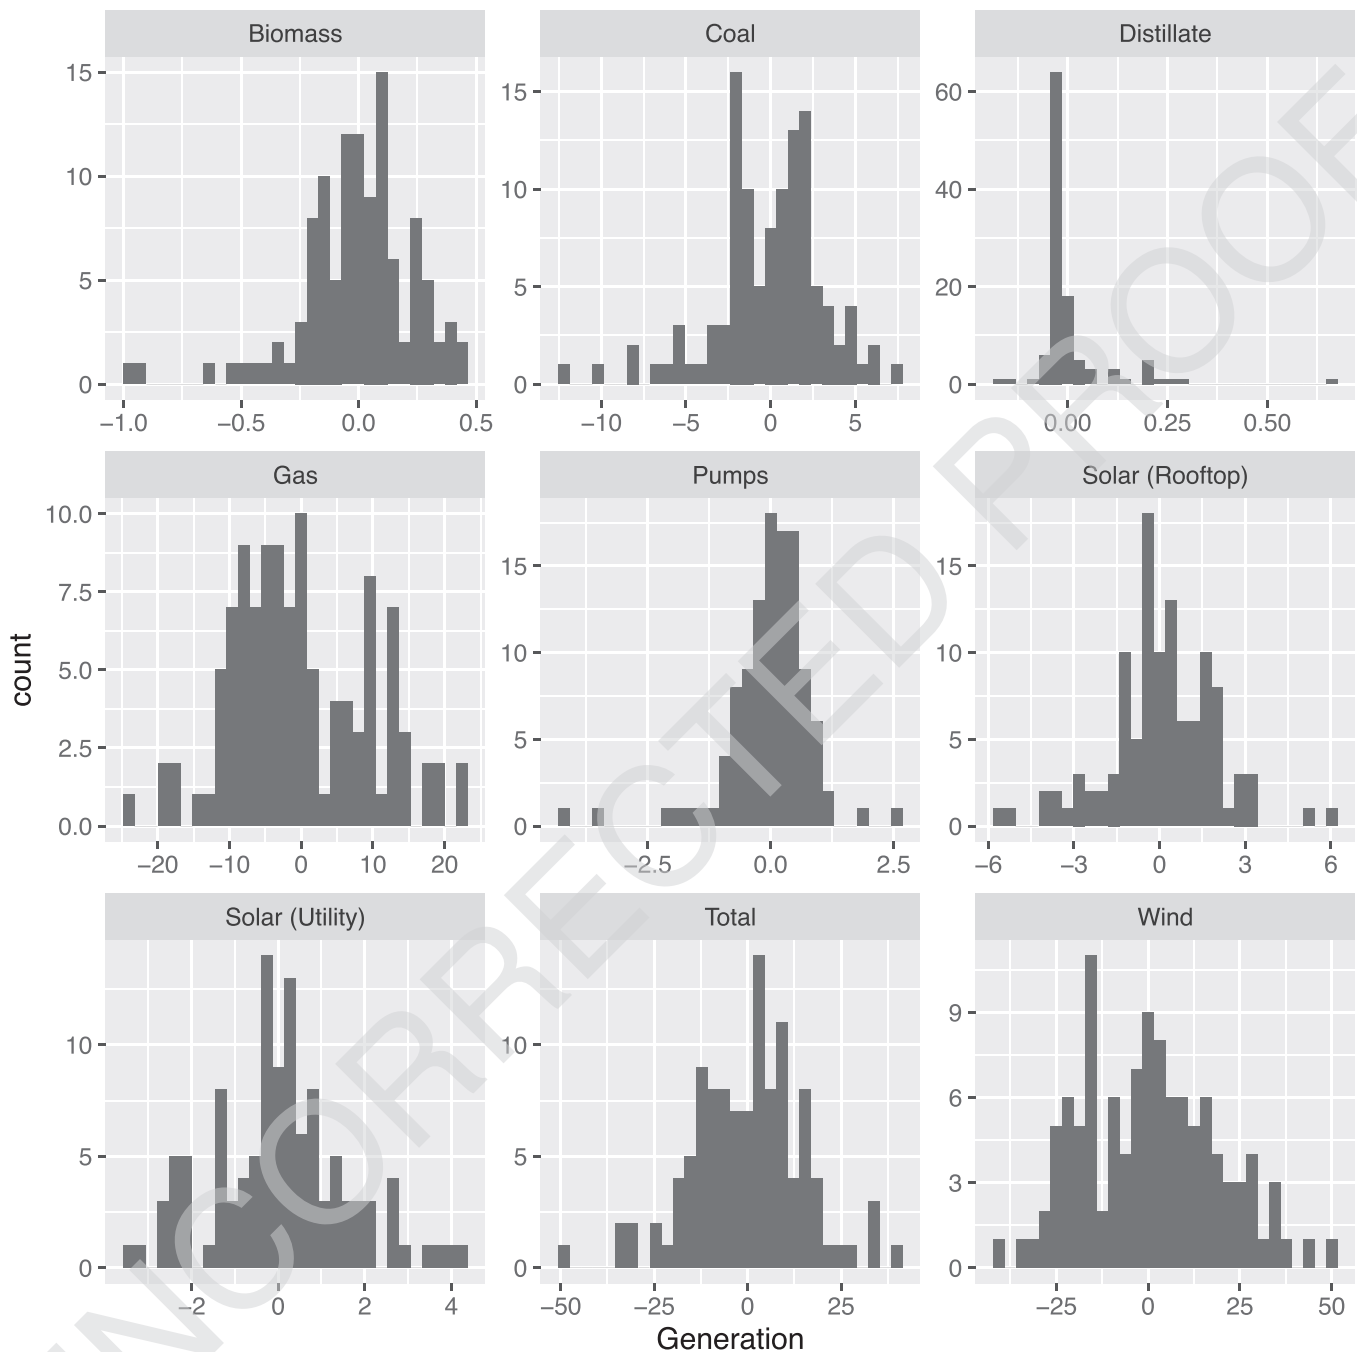 Biomass Coal Distillate
15
10
5
0
−1.0 −0.5 0.0 0.5
15
10
5
0
−10 −5 0 5
60
40
20
0
0.00 0.25 0.50
Gas Pumps Solar (Rooftop)
10.0
7.5
5.0
2.5
0.0
−20 −10 0 10 20
15
10
5
0
−2.5 0.0 2.5
15
10
5
0
−6 −3 0 3 6
count
Solar (Utility) Total Wind
10
5
0
−2 0 2 4
10
5
0
−50 −25 0 25
9
6
3
0
−25 0 25 50
Generation
UNCORRECTED PROOF